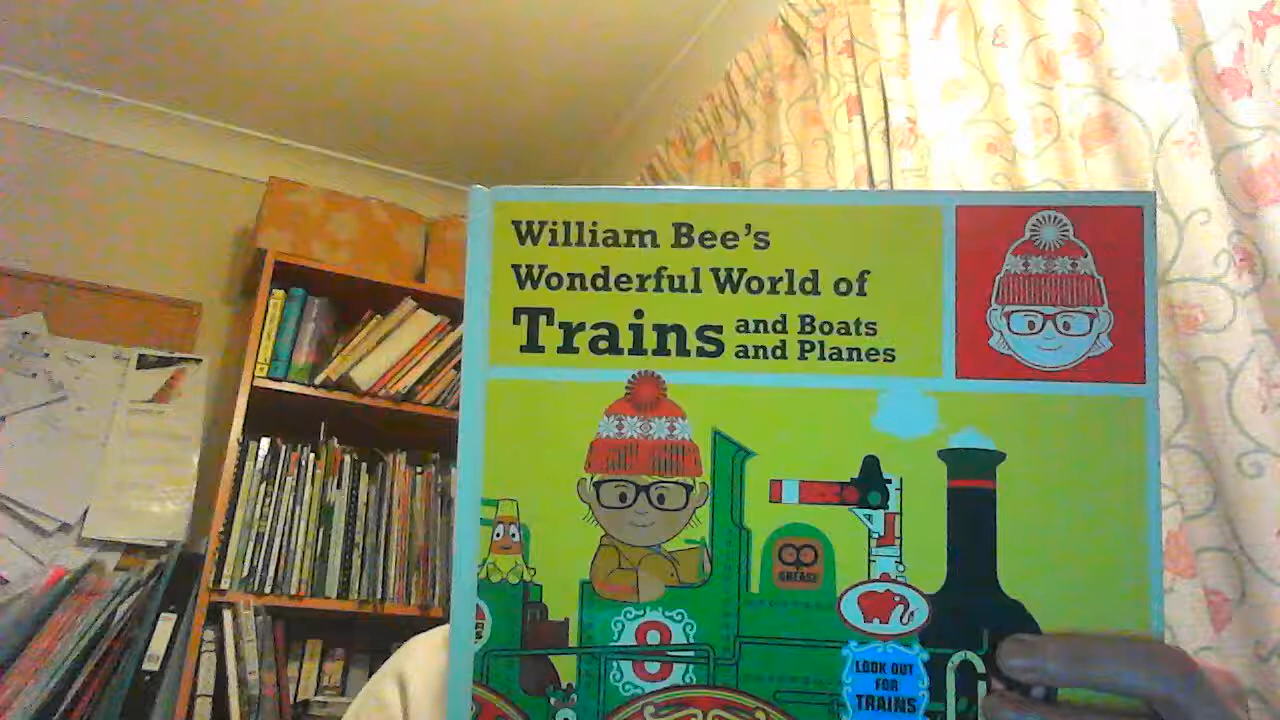 William Bee's
Wonderful World of
Trains and Boats
and Planes
GREASE
8
LOOK OUT
FOR
TRAINS